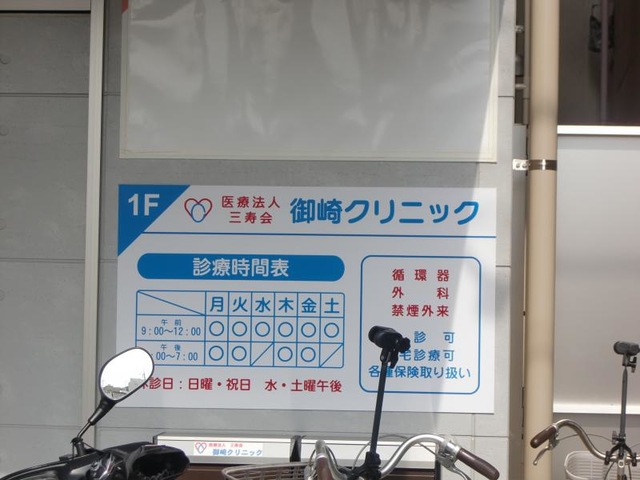 1F
医療法人
三寿会
御崎クリニック
診療時間表
月 火 水 木 金 土
午前
9:00~12:00 ○ ○ ○ ○ ○ ○
午後
:00~7:00 ○ ○ ／ ○ ○ ／
診日:日曜・祝日 水・土曜午後
循環器
外科
禁煙外来
診 可
宅診療可
各種保険取り扱い
医療法人 三寿会
御崎クリニック